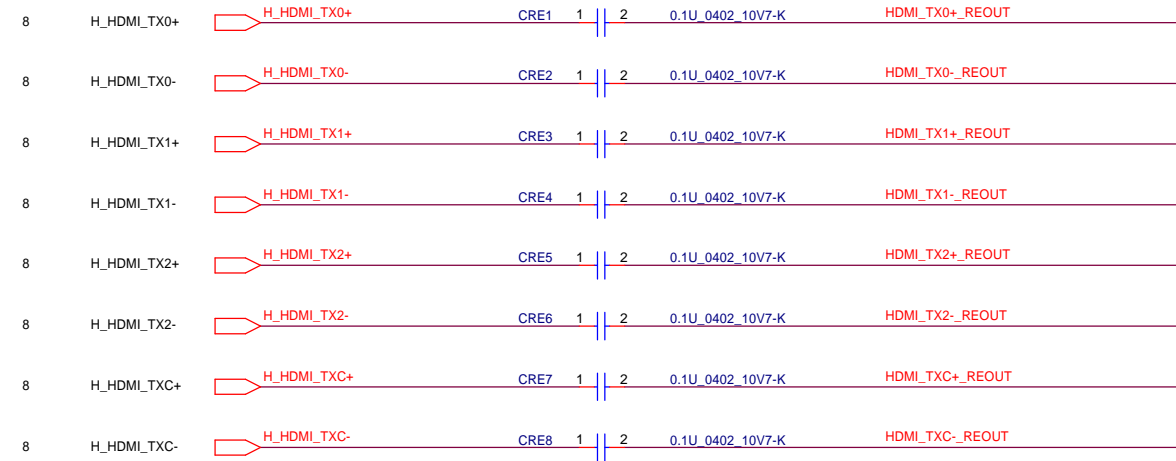 8 H_HDMI_TX0+ H_HDMI_TX0+ CRE1 1 2 0.1U_0402_10V7-K HDMI_TX0+_REOUT
8 H_HDMI_TX0- H_HDMI_TX0- CRE2 1 2 0.1U_0402_10V7-K HDMI_TX0-_REOUT
8 H_HDMI_TX1+ H_HDMI_TX1+ CRE3 1 2 0.1U_0402_10V7-K HDMI_TX1+_REOUT
8 H_HDMI_TX1- H_HDMI_TX1- CRE4 1 2 0.1U_0402_10V7-K HDMI_TX1-_REOUT
8 H_HDMI_TX2+ H_HDMI_TX2+ CRE5 1 2 0.1U_0402_10V7-K HDMI_TX2+_REOUT
8 H_HDMI_TX2- H_HDMI_TX2- CRE6 1 2 0.1U_0402_10V7-K HDMI_TX2-_REOUT
8 H_HDMI_TXC+ H_HDMI_TXC+ CRE7 1 2 0.1U_0402_10V7-K HDMI_TXC+_REOUT
8 H_HDMI_TXC- H_HDMI_TXC- CRE8 1 2 0.1U_0402_10V7-K HDMI_TXC-_REOUT